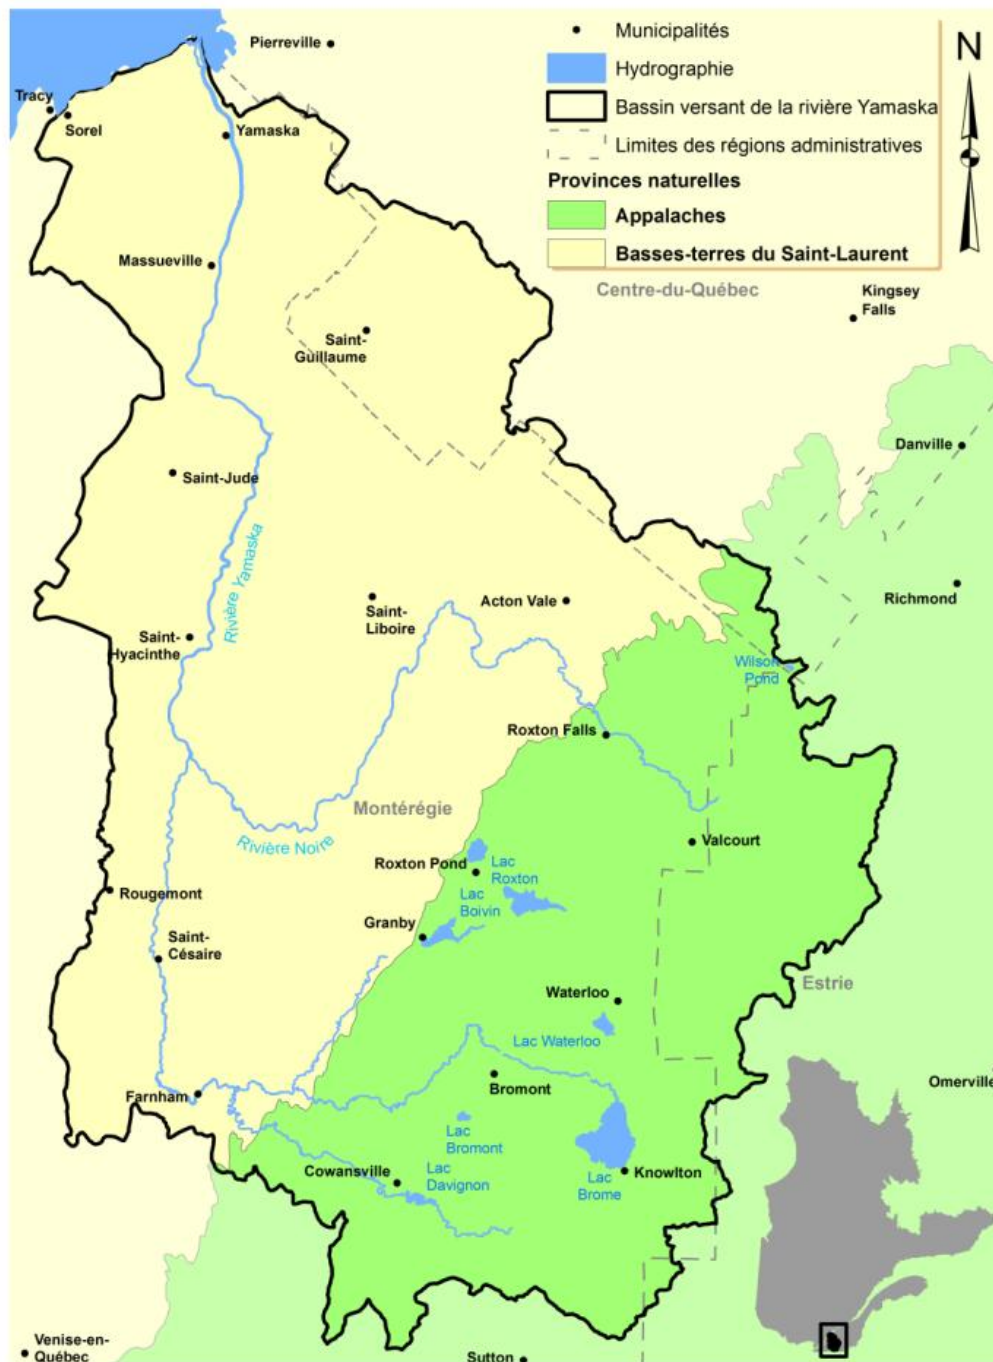 Pierreville
Municipalités
N
Hydrographie
Tracy
Sorel
Bassin versant de la rivière Yamaska
Yamaska
Limites des régions administratives
Provinces naturelles
Appalaches
Massueville
Basses-terres du Saint-Laurent
Centre-du-Québec
Kingsey
Falls
Saint-
Guillaume
Danville
Saint-Jude
Rivière Yamaska
Richmond
Acton Vale
Saint-
Liboire
Saint-
Hyacinthe
Wilson
Pond
Roxton Falls
Montérégie
Rivière Noire
Valcourt
Roxton Pond
Lac
Roxton
Rougemont
Lac
Boivin
Granby
Saint-
Césaire
Estrie
Waterloo
Lac Waterloo
Bromont
Omerville
Farnham
Lac
Bromont
Cowansville
Lac
Davignon
Lac
Brome
Knowlton
Venise-en-
Québec
Sutton